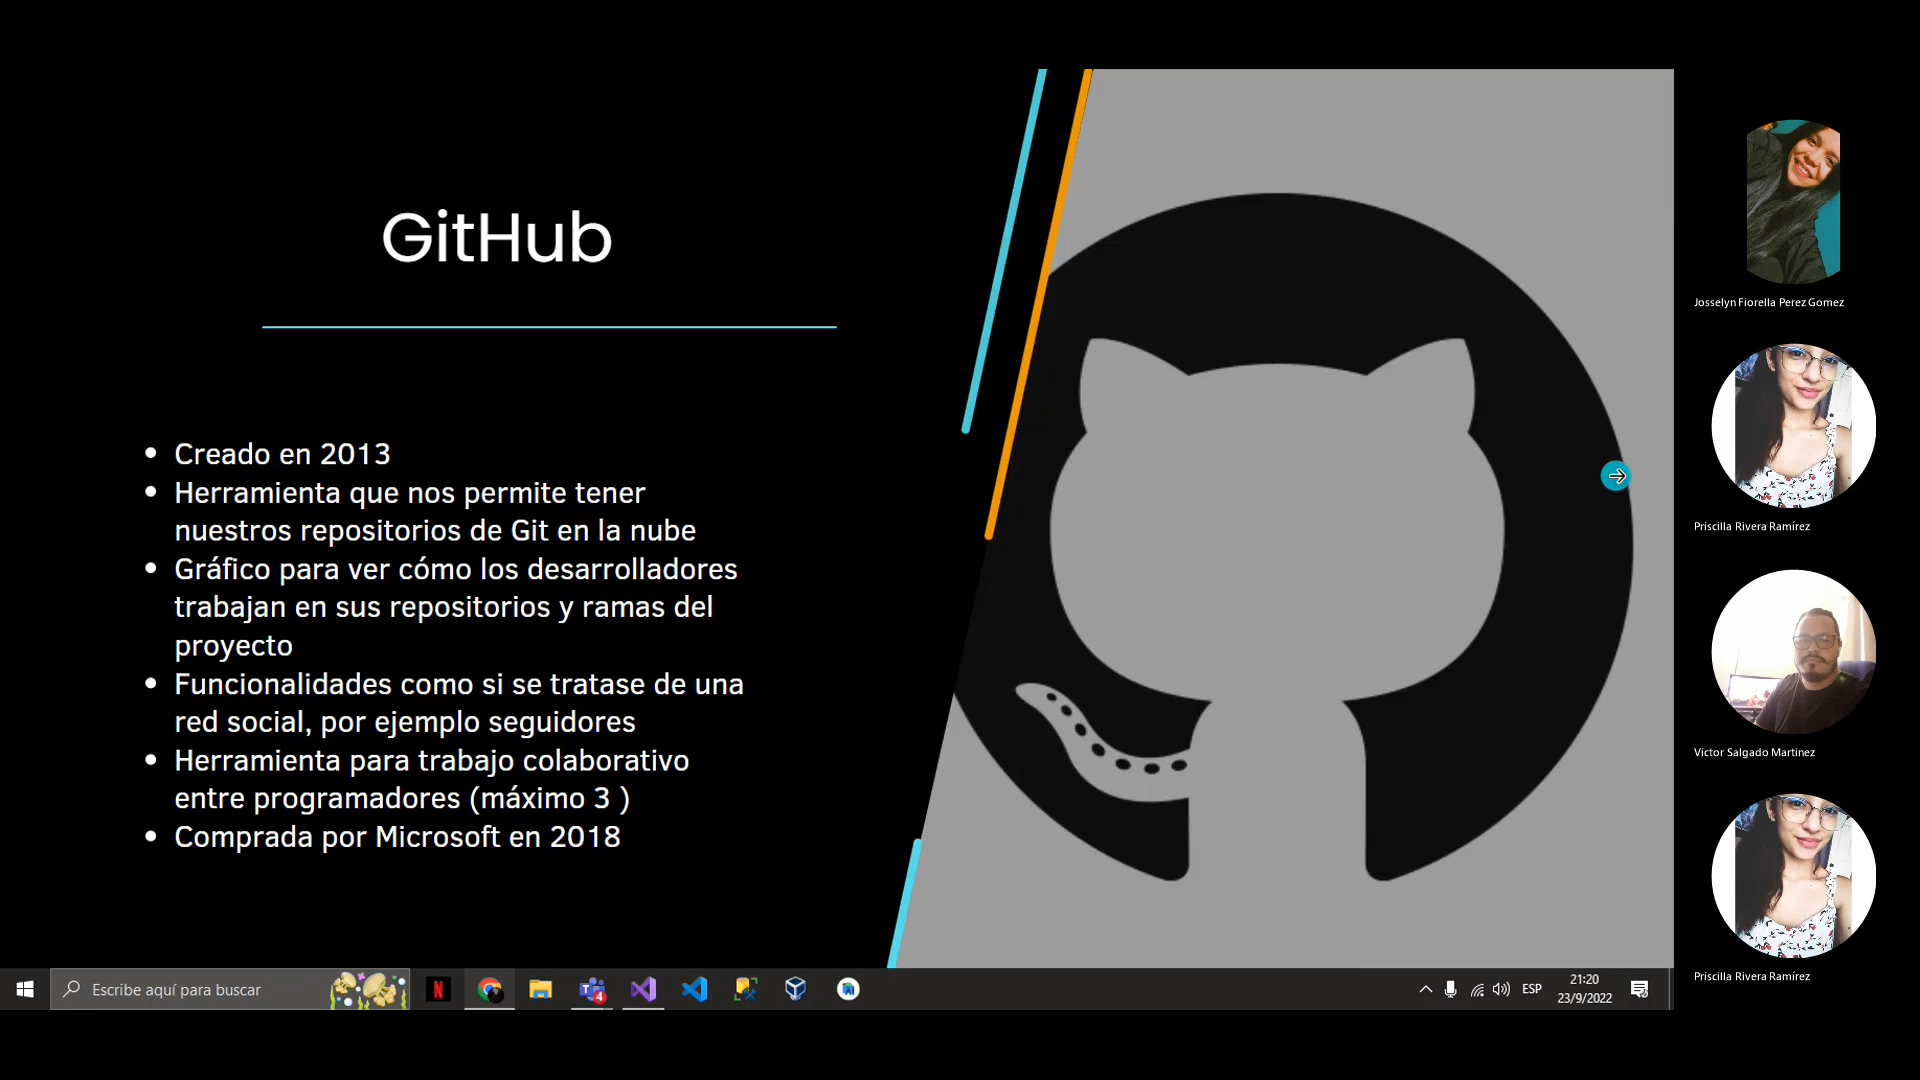 GitHub
• Creado en 2013
• Herramienta que nos permite tener
nuestros repositorios de Git en la nube
• Gráfico para ver cómo los desarrolladores
trabajan en sus repositorios y ramas del
proyecto
• Funcionalidades como si se tratase de una
red social, por ejemplo seguidores
• Herramienta para trabajo colaborativo
entre programadores (máximo 3 )
• Comprada por Microsoft en 2018
Josselyn Fiorella Perez Gomez
Priscilla Rivera Ramírez
Victor Salgado Martinez
Priscilla Rivera Ramírez
Escribe aquí para buscar
N
4
ESP
21:20
23/9/2022